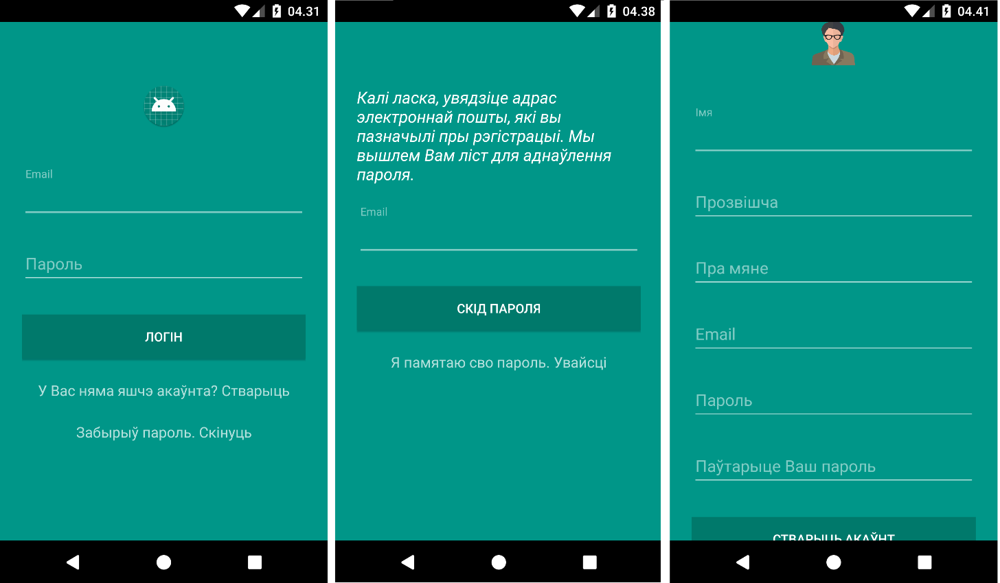 04.31
Email
Пароль
ЛОГІН
У Вас няма яшчэ акаўнта? Стварыць
Забырыў пароль. Скінуць
04.38
Калі ласка, увядзіце адрас
электроннай пошты, які вы
пазначылі пры рэгістрацыі. Мы
вышлем Вам ліст для аднаўлення
пароля.
Email
СКІД ПАРОЛЯ
Я памятаю сво пароль. Увайсці
04.41
Імя
Прозвішча
Пра мяне
Email
Пароль
Паўтарыце Ваш пароль
СТВАРЫЦЬ АКАЎНТ